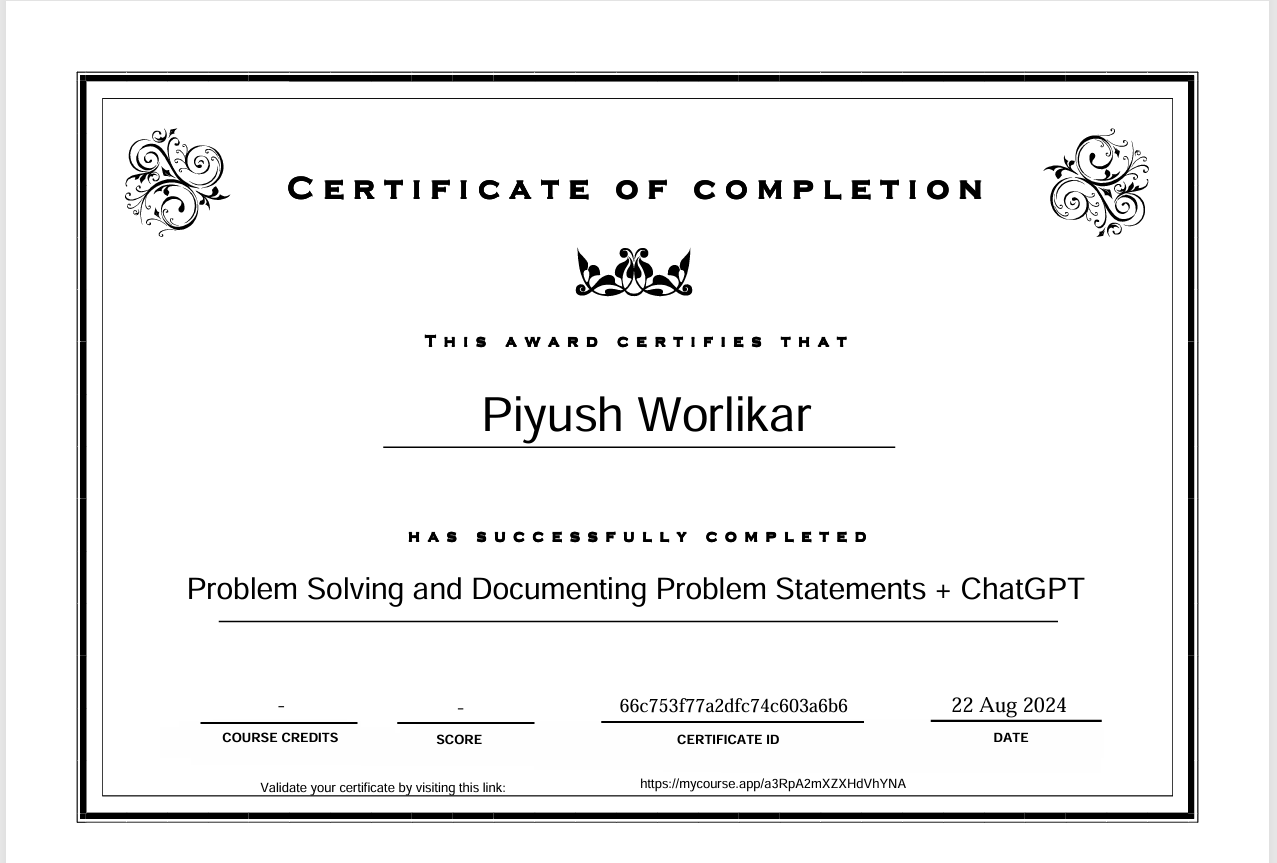 Certificate of completion
This award certifies that
Piyush Worlikar
has successfully completed
Problem Solving and Documenting Problem Statements + ChatGPT
- - 66c753f77a2dfc74c603a6b6 22 Aug 2024
COURSE CREDITS SCORE CERTIFICATE ID DATE
Validate your certificate by visiting this link: https://mycourse.app/a3RpA2mXZXHdVhYNA